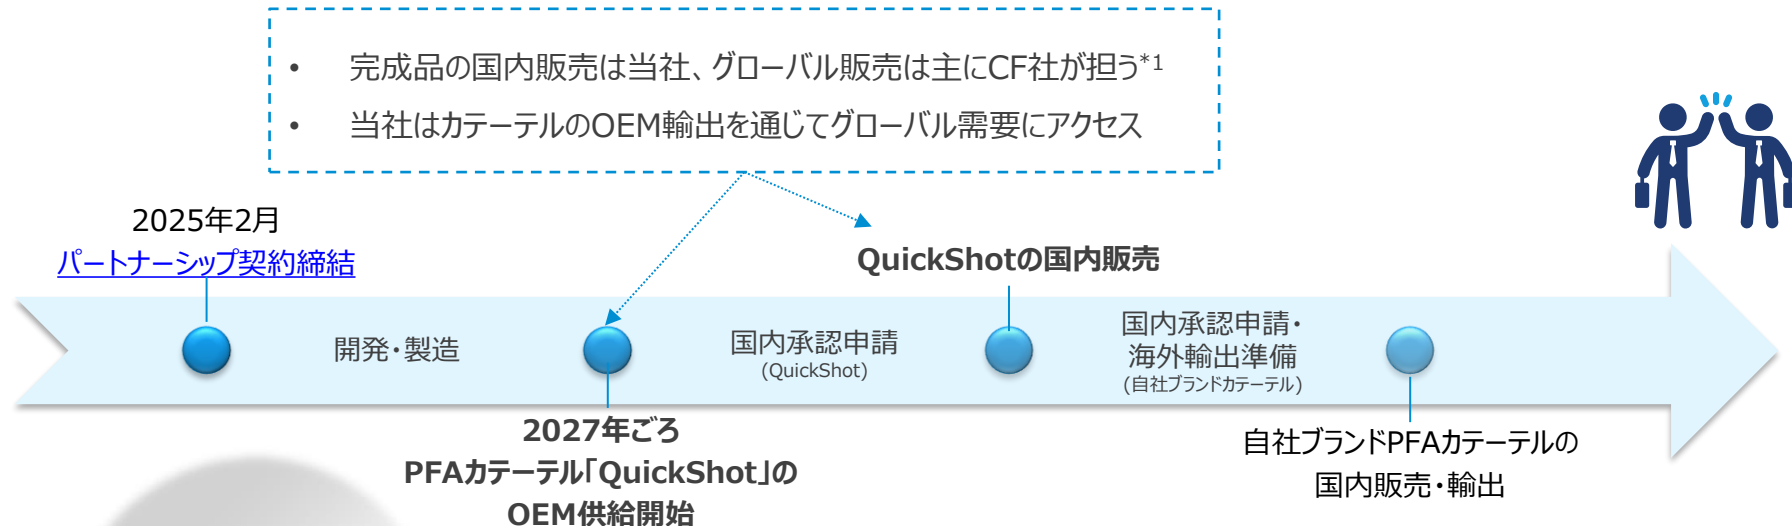 • 完成品の国内販売は当社、グローバル販売は主にCF社が担う*1
• 当社はカテーテルのOEM輸出を通じてグローバル需要にアクセス
2025年2月
パートナーシップ契約締結
QuickShotの国内販売
開発・製造
国内承認申請
(QuickShot)
国内承認申請・
海外輸出準備
(自社ブランドカテーテル)
2027年ごろ
PFAカテーテル「QuickShot」の
OEM供給開始
自社ブランドPFAカテーテルの
国内販売・輸出